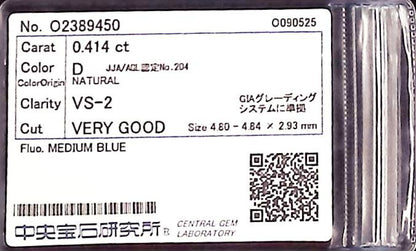 No. O2389450 O090525
Carat 0.414 ct
Color D JJA/AGL認定No.204
ColorOrigin NATURAL
Clarity VS-2 GIAグレーディングシステムに準拠
Cut VERY GOOD Size 4.80 - 4.84 × 2.93 mm
Fluo. MEDIUM BLUE
中央宝石研究所® CENTRAL GEM LABORATORY